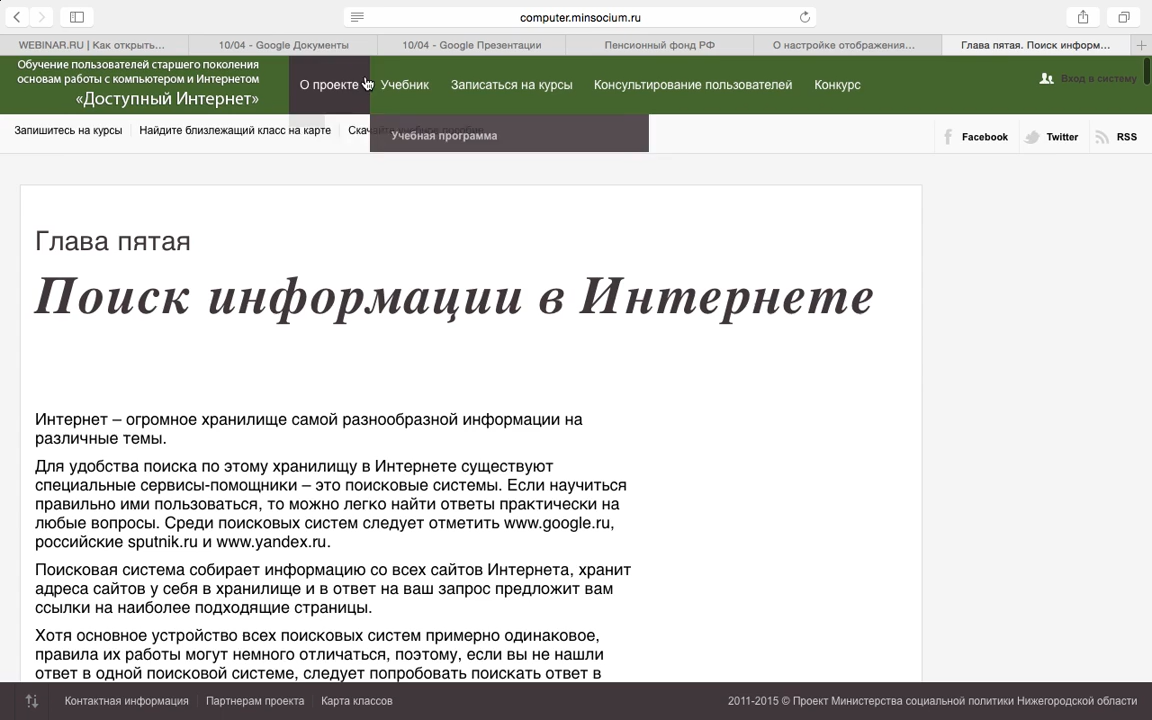 computer.minsocium.ru
WEBINAR.RU | Как открыть...
10/04 - Google Документы
10/04 - Google Презентации
Пенсионный фонд РФ
О настройке отображения...
Глава пятая. Поиск информ...
Обучение пользователей старшего поколения
основам работы с компьютером и Интернетом
«Доступный Интернет»
О проекте
Учебник
Записаться на курсы
Консультирование пользователей
Конкурс
Вход в систему
Запишитесь на курсы
Найдите близлежащий класс на карте
Скачайте учебное пособие
Учебная программа
Facebook
Twitter
RSS
Глава пятая
Поиск информации в Интернете
Интернет – огромное хранилище самой разнообразной информации на
различные темы.
Для удобства поиска по этому хранилищу в Интернете существуют
специальные сервисы-помощники – это поисковые системы. Если научиться
правильно ими пользоваться, то можно легко найти ответы практически на
любые вопросы. Среди поисковых систем следует отметить www.google.ru,
российские sputnik.ru и www.yandex.ru.
Поисковая система собирает информацию со всех сайтов Интернета, хранит
адреса сайтов у себя в хранилище и в ответ на ваш запрос предложит вам
ссылки на наиболее подходящие страницы.
Хотя основное устройство всех поисковых систем примерно одинаковое,
правила их работы могут немного отличаться, поэтому, если вы не нашли
ответ в одной поисковой системе, следует попробовать поискать ответ в
Контактная информация
Партнерам проекта
Карта классов
2011-2015 © Проект Министерства социальной политики Нижегородской области